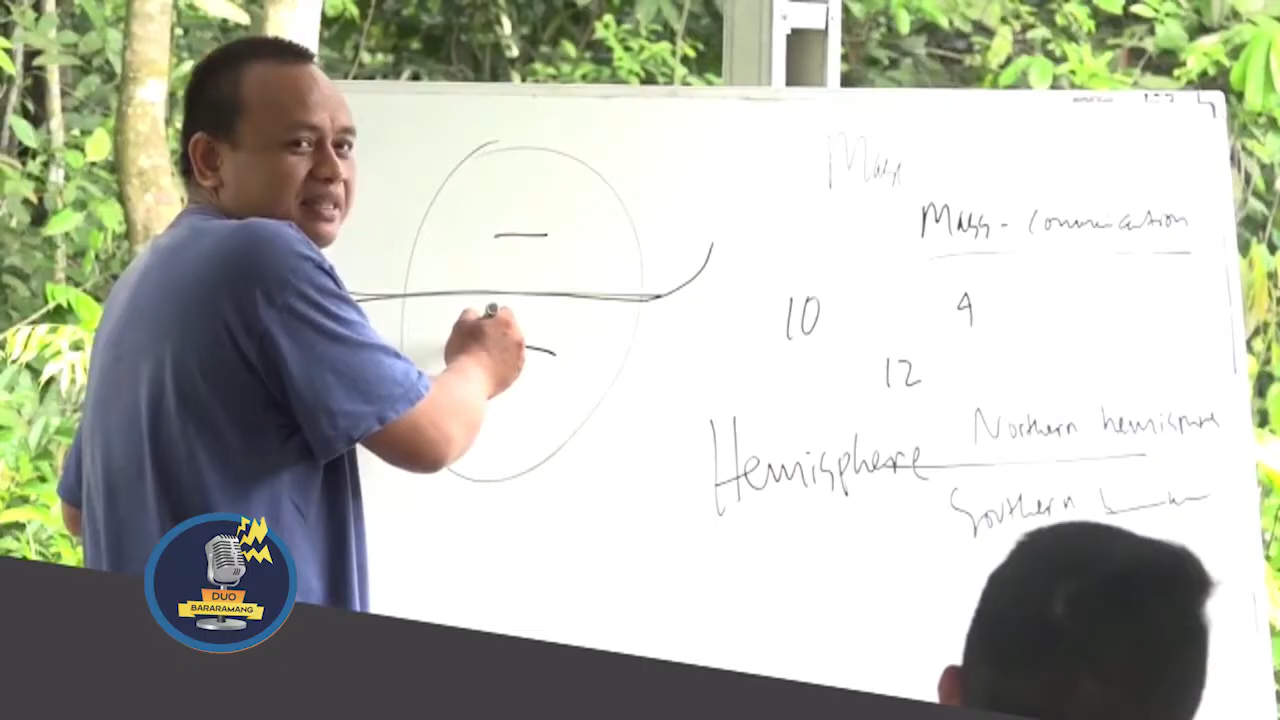 Mass
Mass - Communication
10
4
12
Hemisphere
Northern hemisphere
Southern
DUO
BARARAMANG